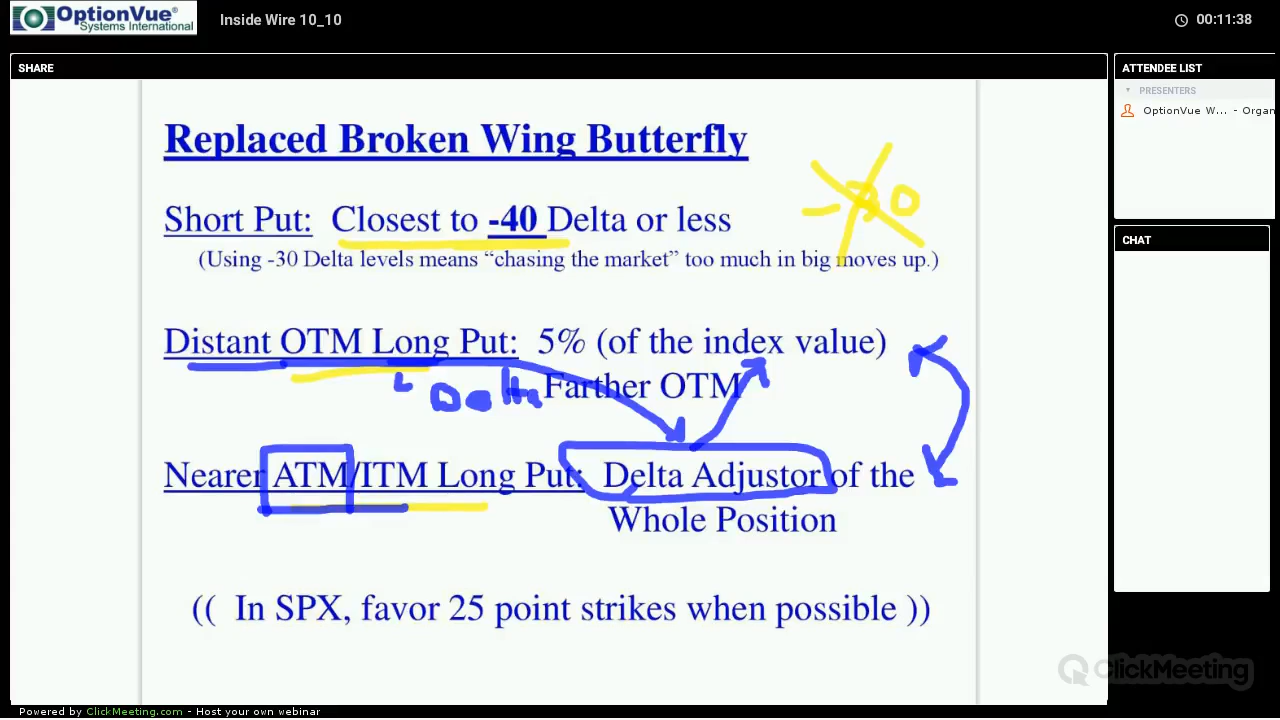 OptionVue
Systems International
Inside Wire 10_10
00:11:38
SHARE
ATTENDEE LIST
PRESENTERS
OptionVue W... - Organ
CHAT
Replaced Broken Wing Butterfly
Short Put: Closest to -40 Delta or less
(Using -30 Delta levels means “chasing the market” too much in big moves up.)
Distant OTM Long Put: 5% (of the index value)
Farther OTM
Delta
Nearer ATM/ITM Long Put: Delta Adjustor of the
Whole Position
(( In SPX, favor 25 point strikes when possible ))
ClickMeeting
Powered by ClickMeeting.com - Host your own webinar